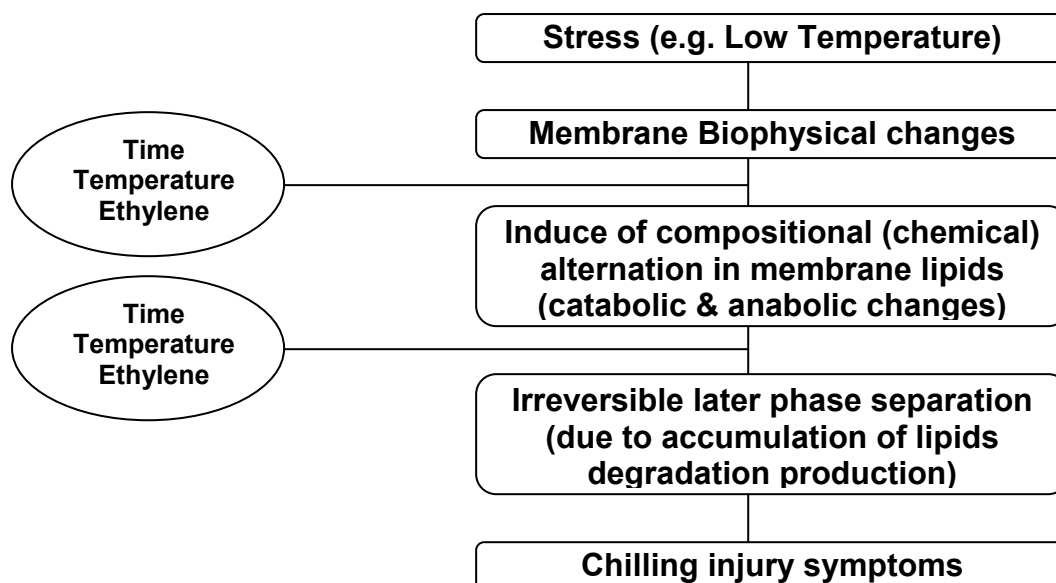 Stress (e.g. Low Temperature)
Membrane Biophysical changes
Time
Temperature
Ethylene
Induce of compositional (chemical)
alternation in membrane lipids
(catabolic & anabolic changes)
Time
Temperature
Ethylene
Irreversible later phase separation
(due to accumulation of lipids
degradation production)
Chilling injury symptoms